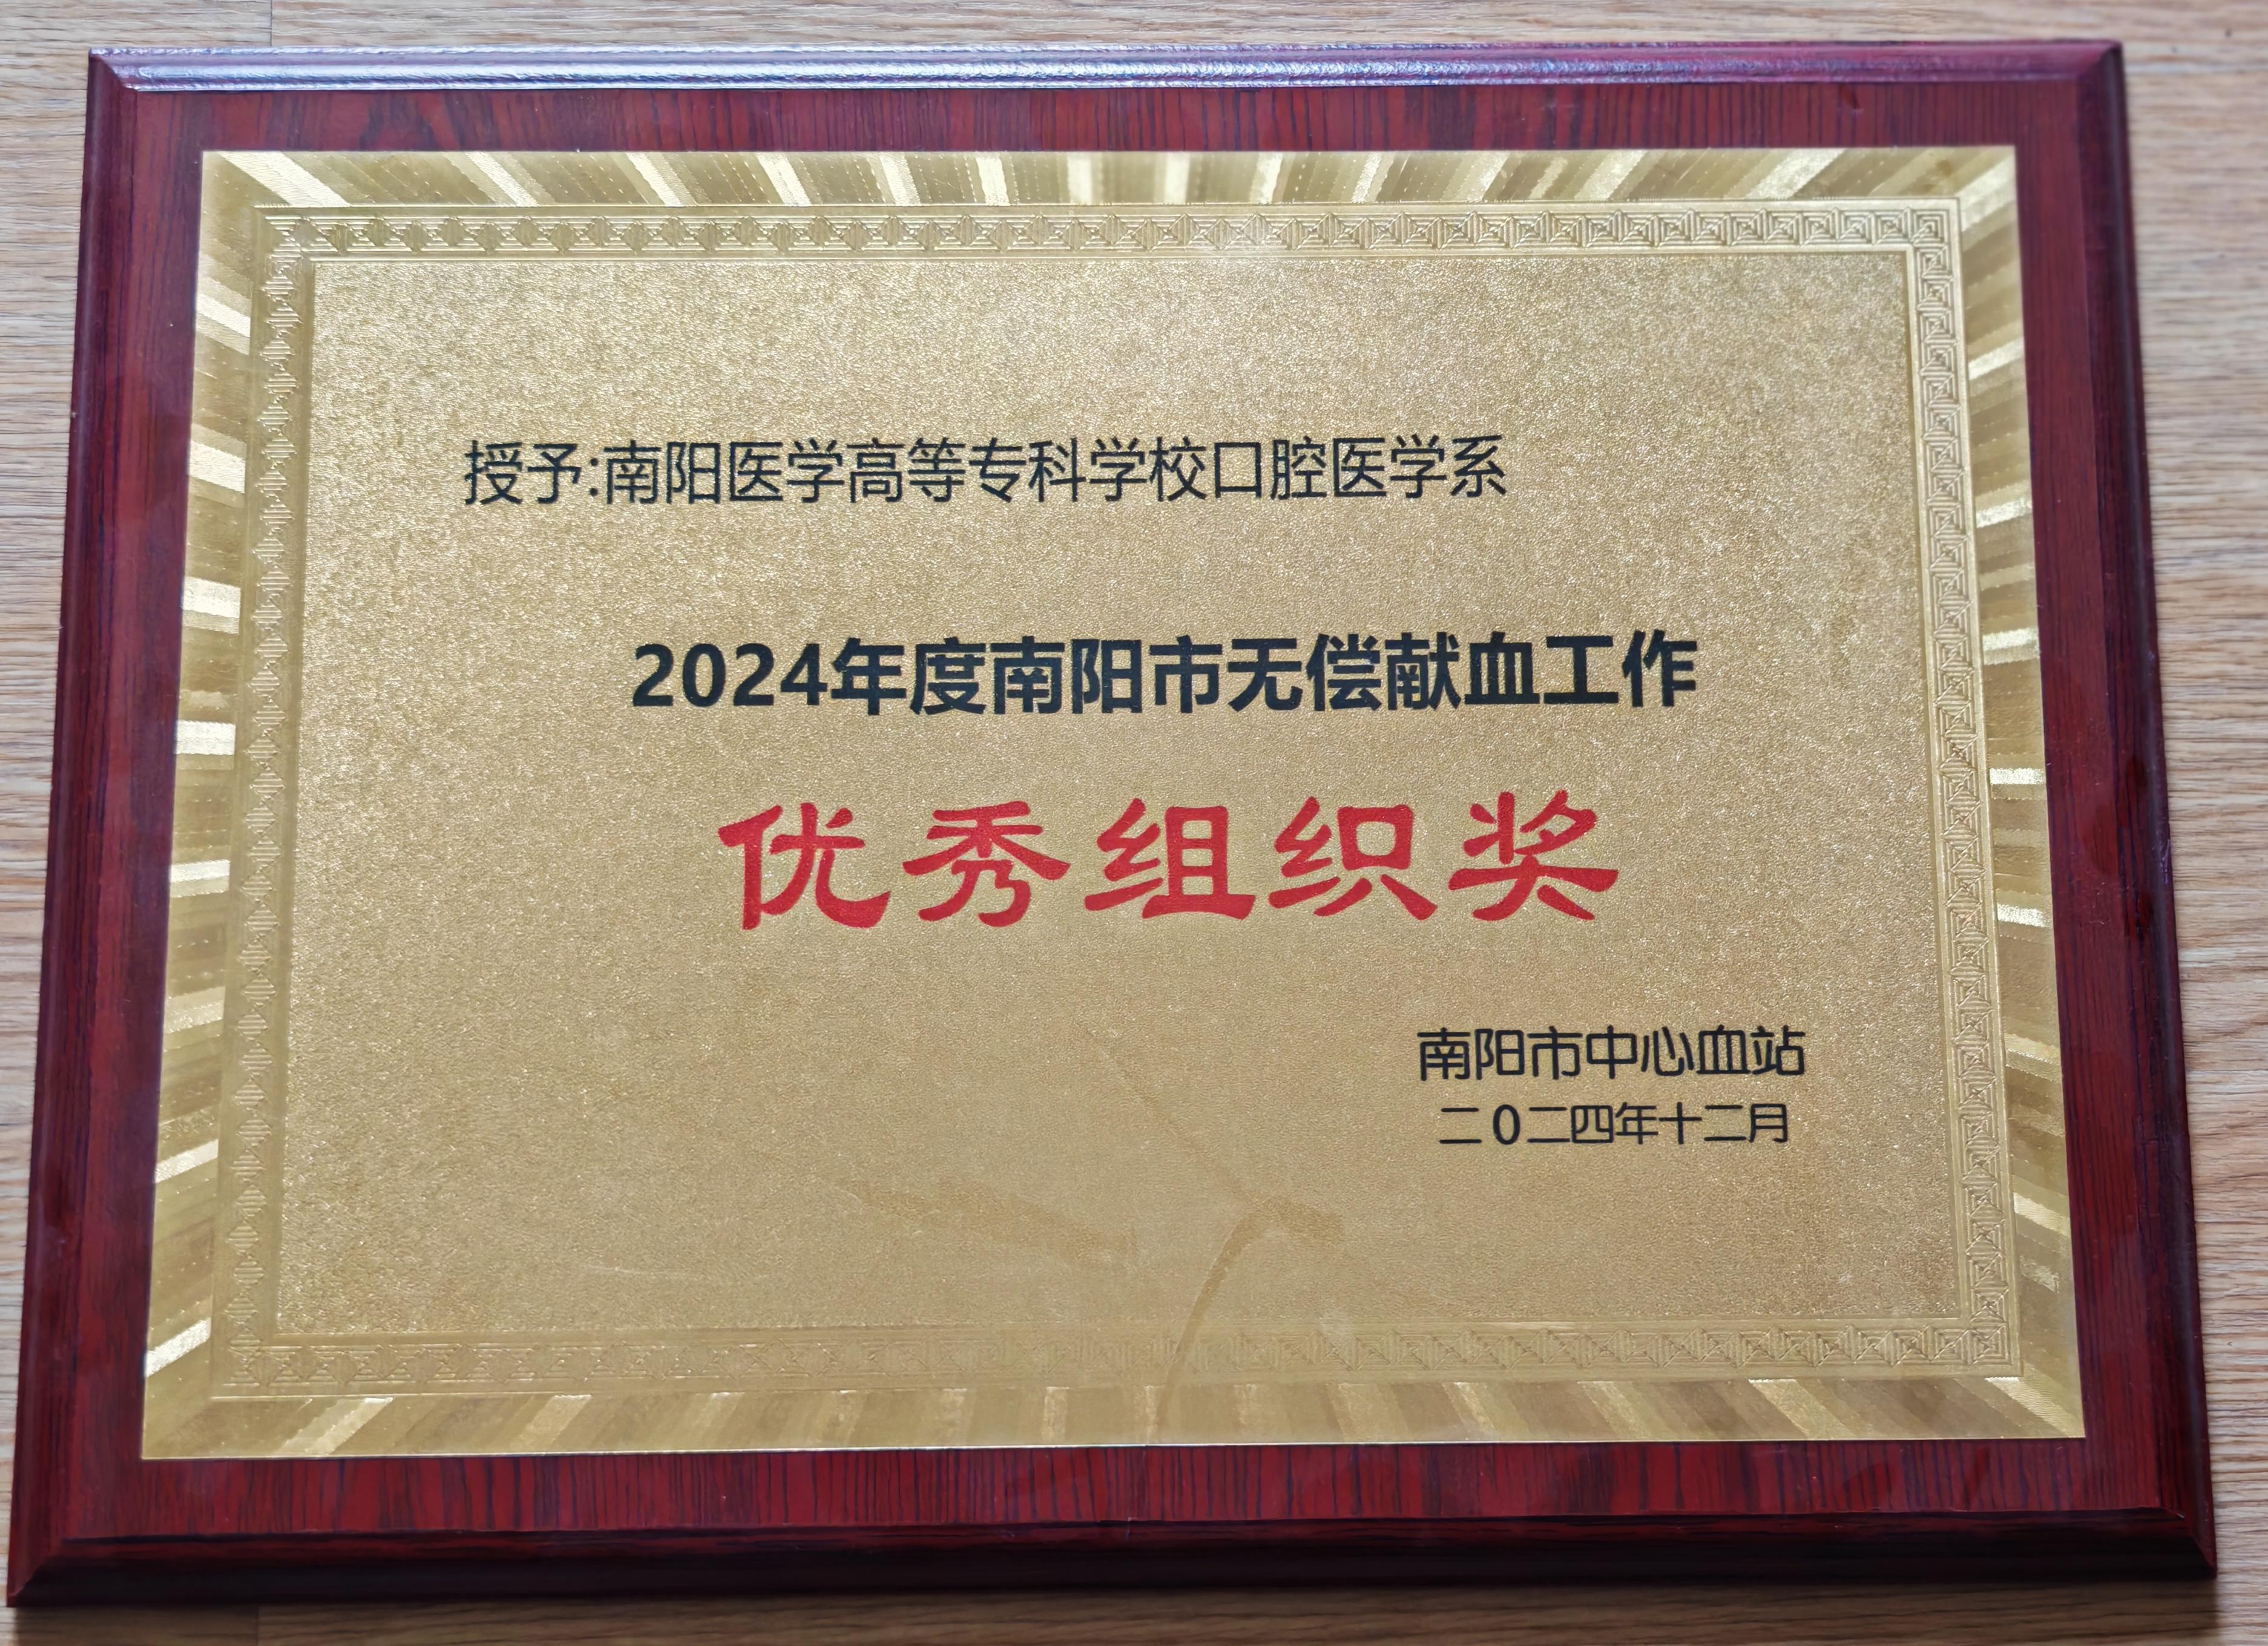 授予:南阳医学高等专科学校口腔医学系
2024年度南阳市无偿献血工作
优秀组织奖
南阳市中心血站
二0二四年十二月